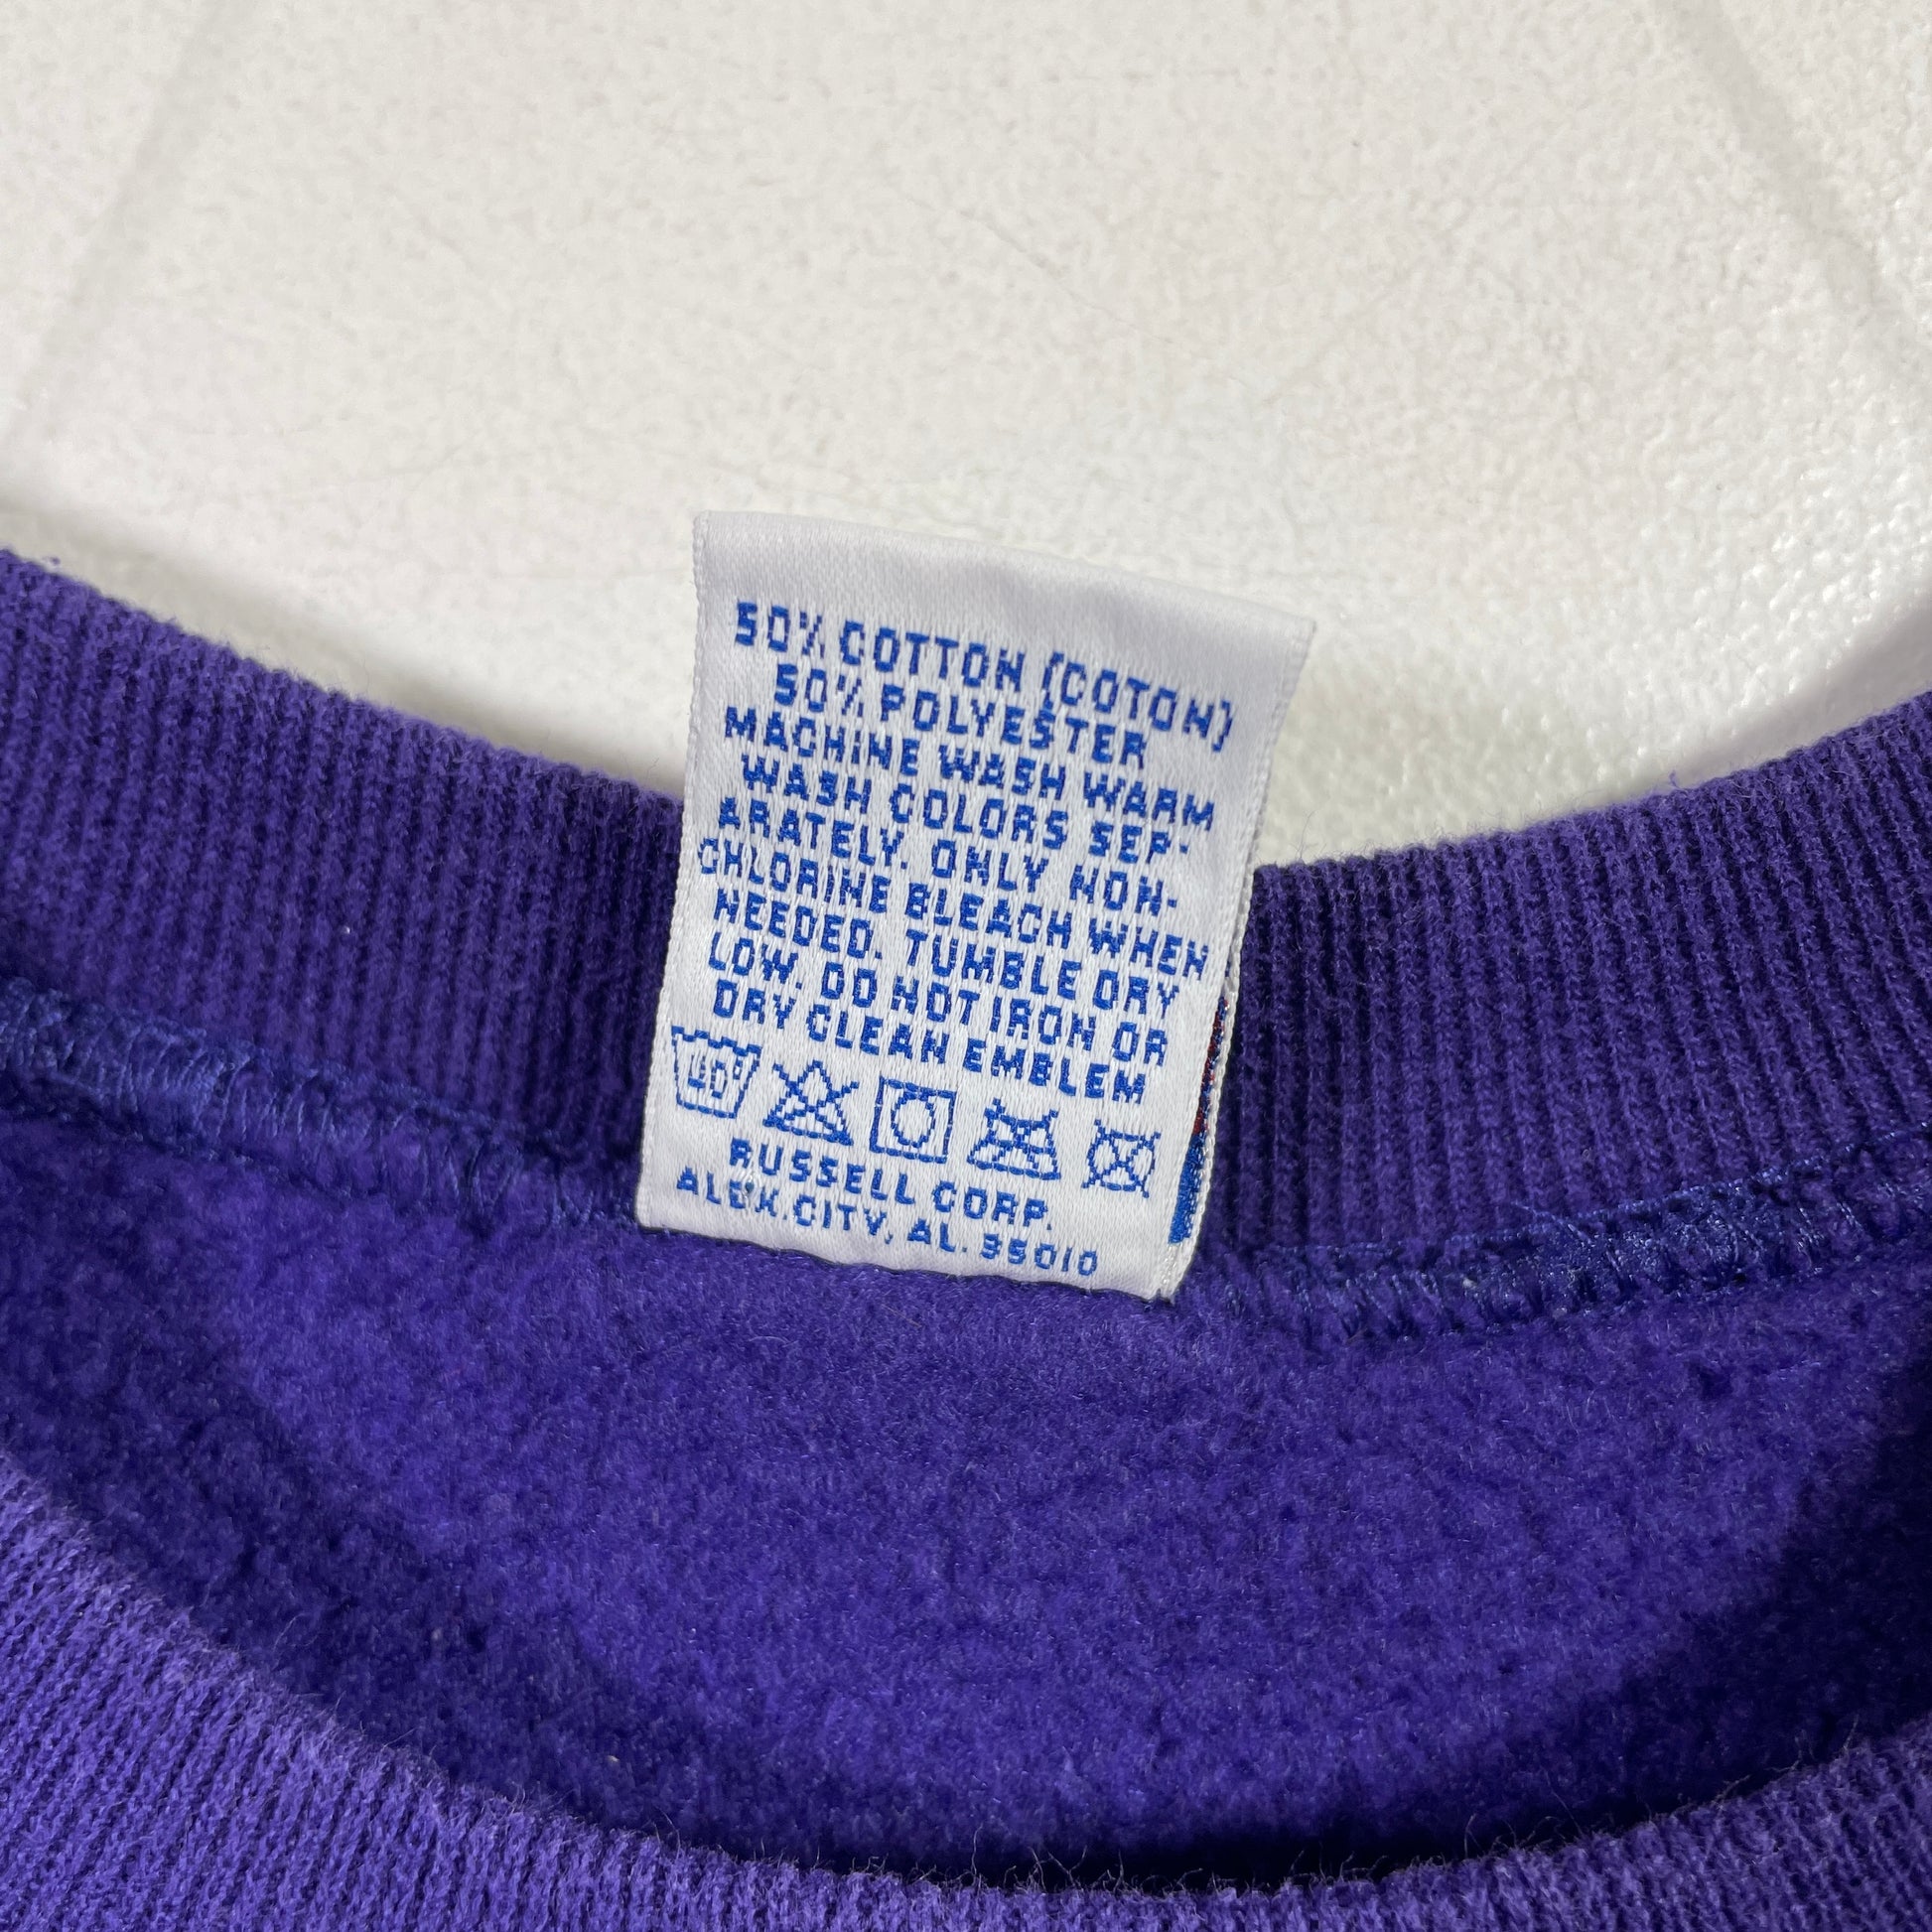 50% COTTON (COTON)
50% POLYESTER
MACHINE WASH WARM
WASH COLORS SEP-
ARATELY. ONLY NON-
CHLORINE BLEACH WHEN
NEEDED. TUMBLE DRY
LOW. DO NOT IRON OR
DRY CLEAN EMBLEM
40°
RUSSELL CORP.
ALEX.CITY, AL. 35010